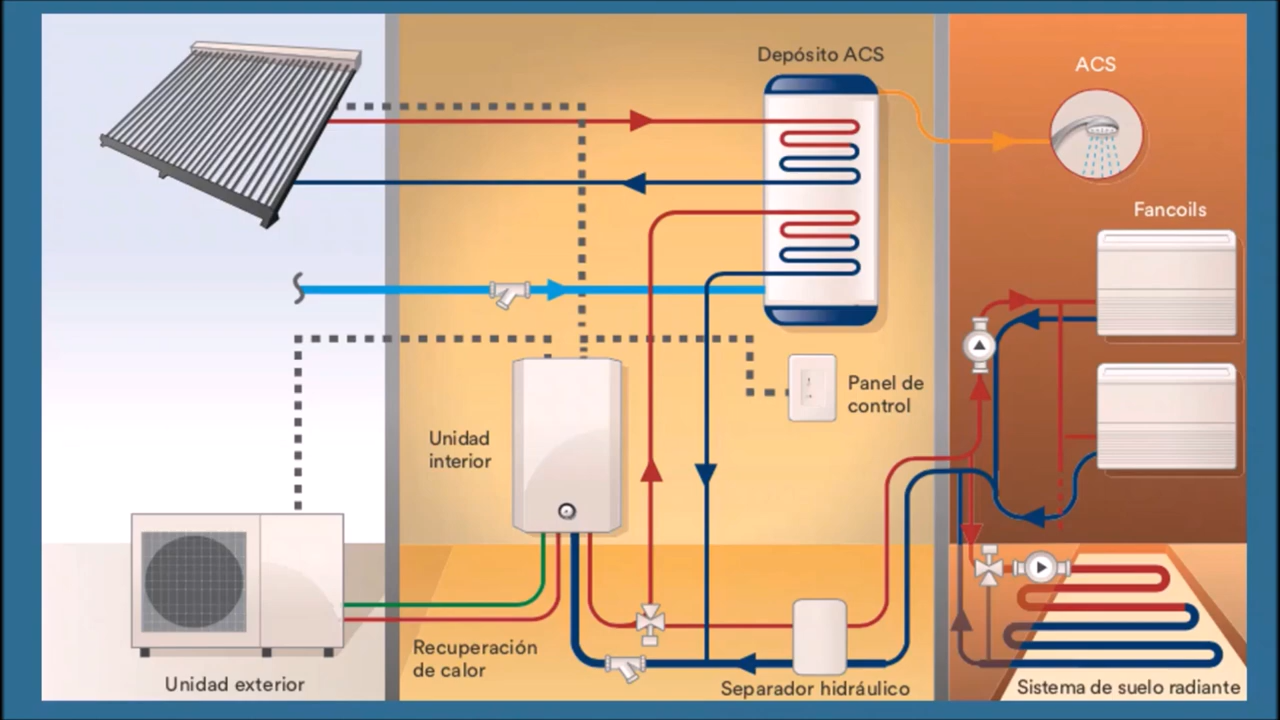 Depósito ACS
ACS
Fancoils
Panel de
control
Unidad
interior
Recuperación
de calor
Unidad exterior
Separador hidráulico
Sistema de suelo radiante